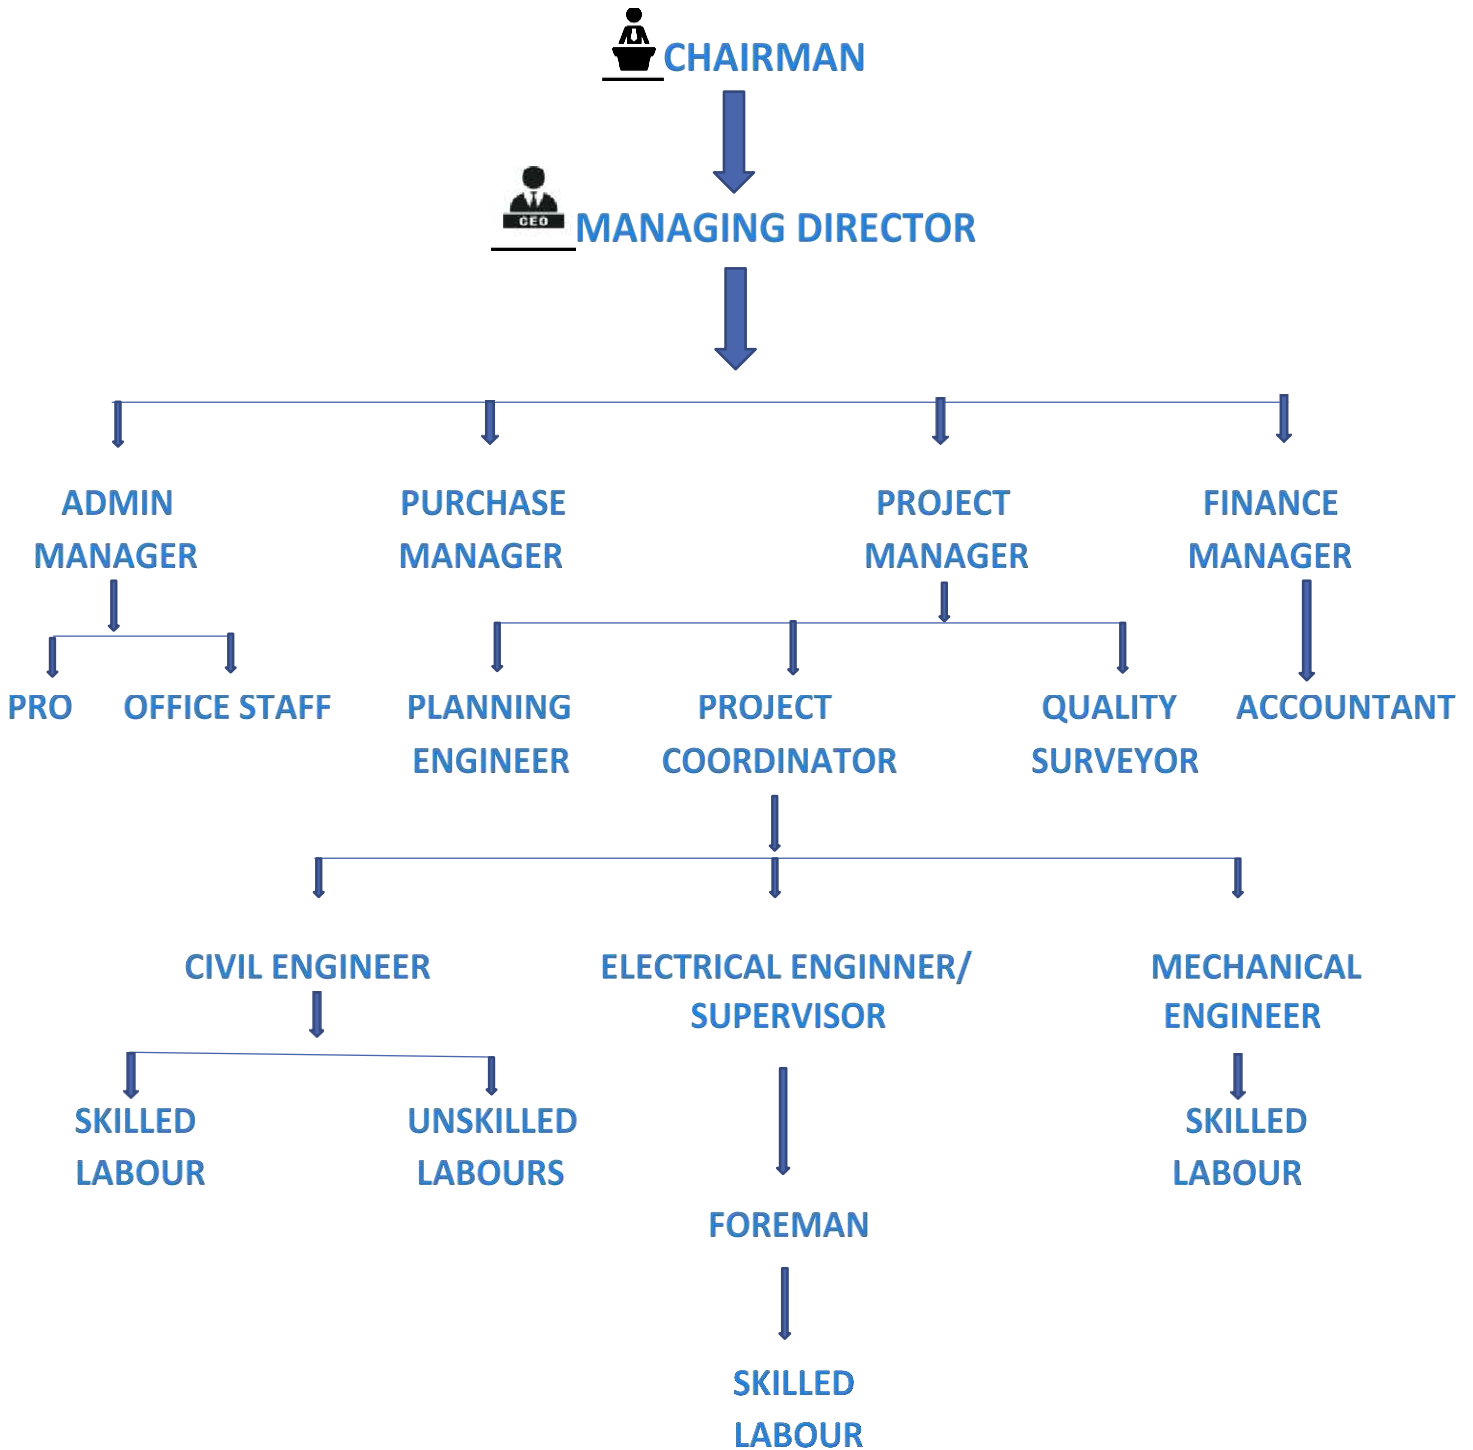 CHAIRMAN
CEO
MANAGING DIRECTOR
ADMIN
MANAGER
PURCHASE
MANAGER
PROJECT
MANAGER
FINANCE
MANAGER
PRO
OFFICE STAFF
PLANNING
ENGINEER
PROJECT
COORDINATOR
QUALITY
SURVEYOR
ACCOUNTANT
CIVIL ENGINEER
ELECTRICAL ENGINNER/
SUPERVISOR
MECHANICAL
ENGINEER
SKILLED
LABOUR
UNSKILLED
LABOURS
SKILLED
LABOUR
FOREMAN
SKILLED
LABOUR